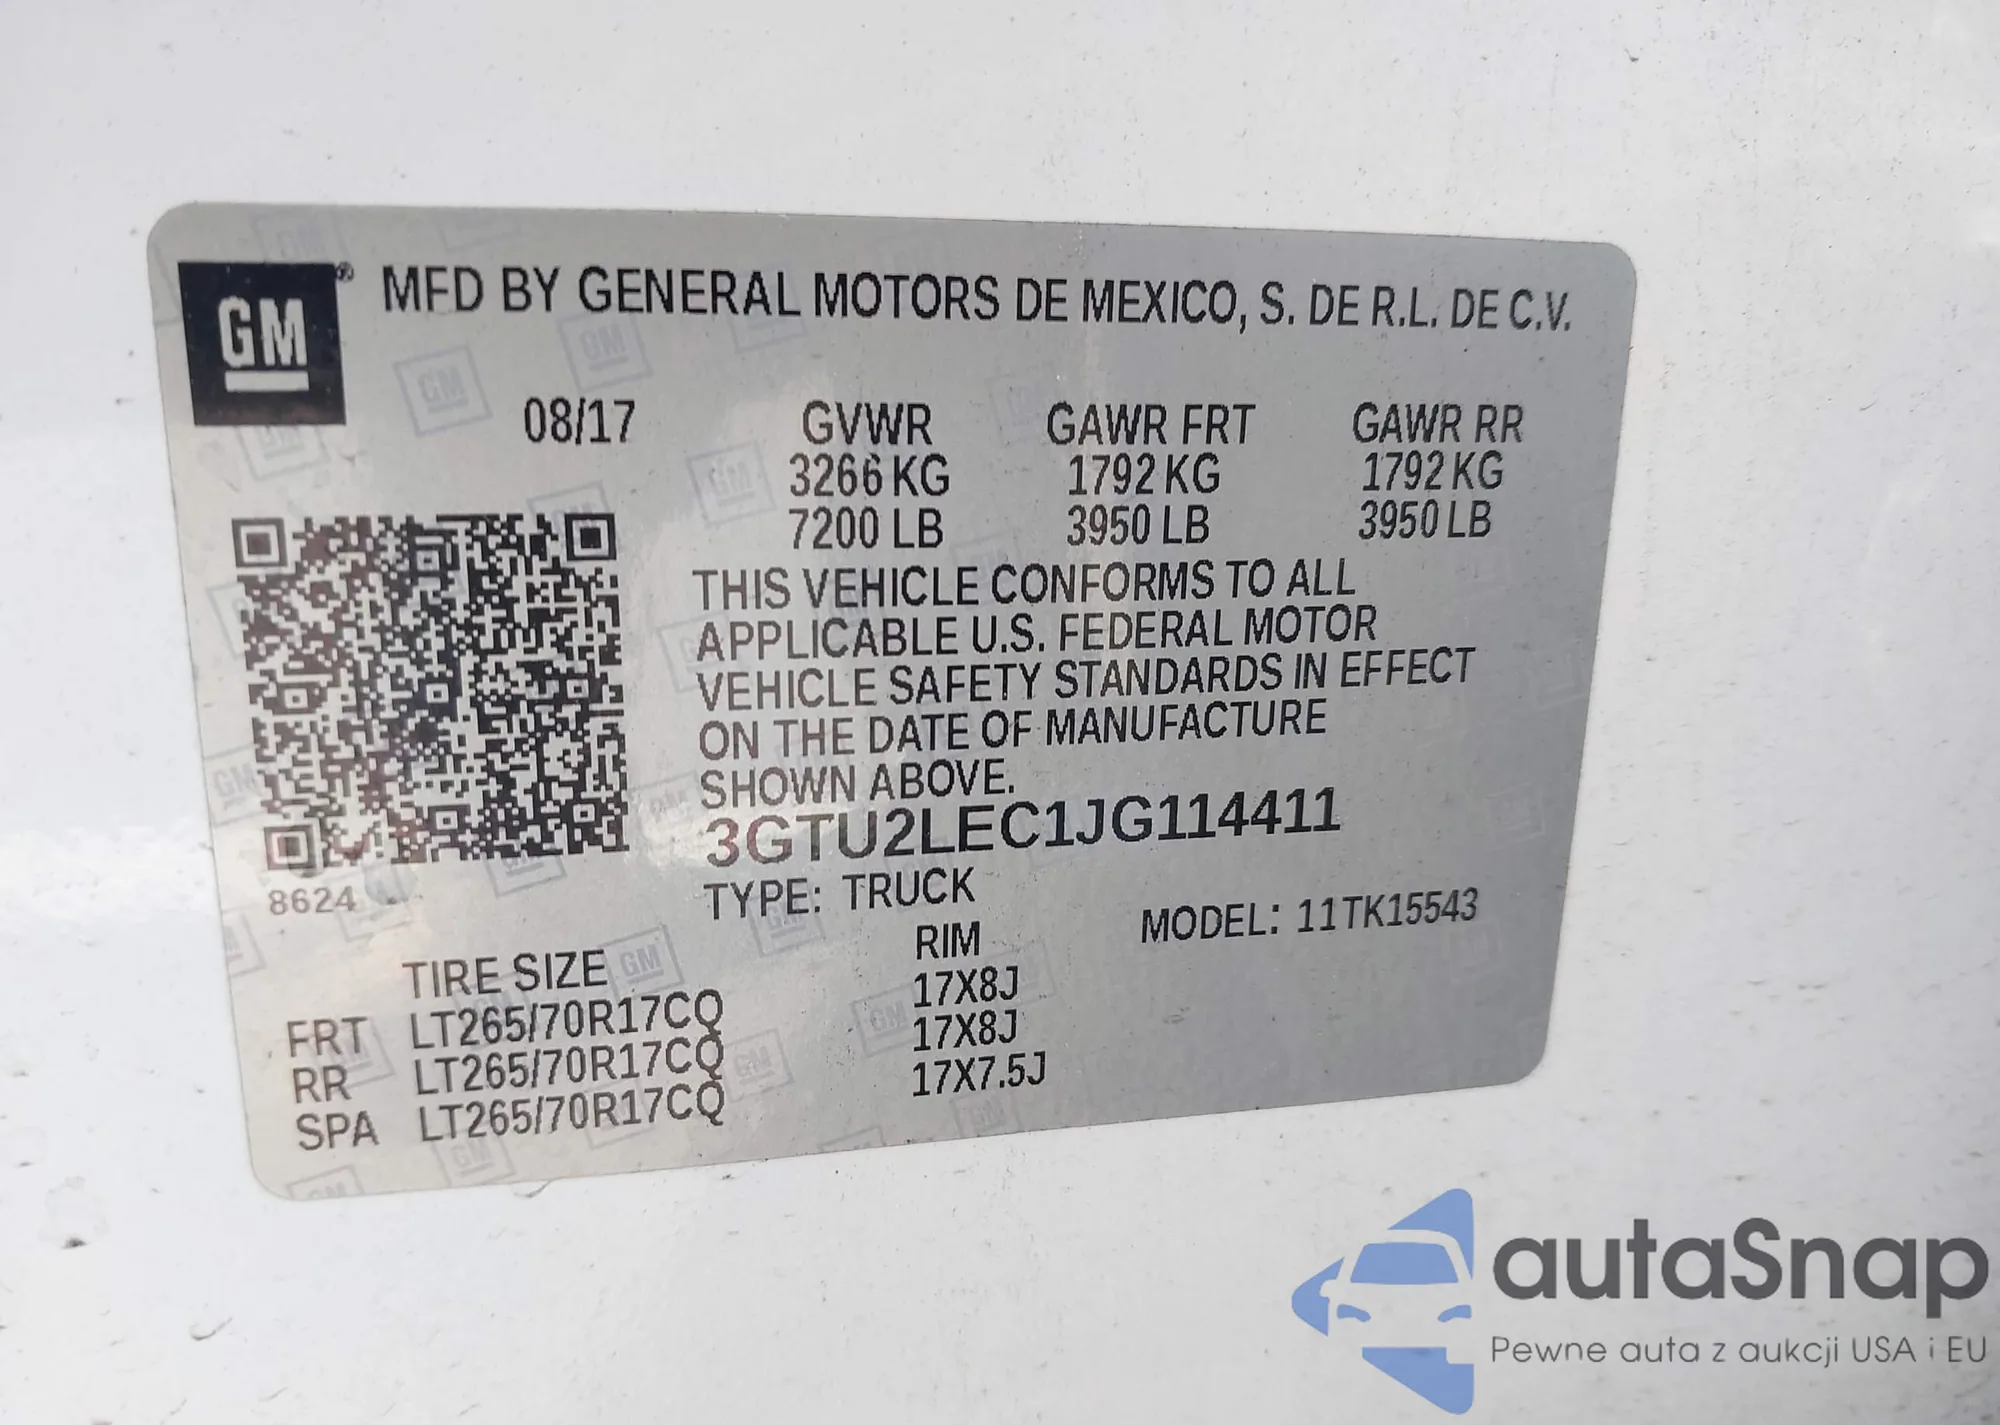 GM
® MFD BY GENERAL MOTORS DE MEXICO, S. DE R.L. DE C.V.
08/17 GVWR GAWR FRT GAWR RR
3266 KG 1792 KG 1792 KG
7200 LB 3950 LB 3950 LB
THIS VEHICLE CONFORMS TO ALL
APPLICABLE U.S. FEDERAL MOTOR
VEHICLE SAFETY STANDARDS IN EFFECT
ON THE DATE OF MANUFACTURE
SHOWN ABOVE.
3GTU2LEC1JG114411
8624
TYPE: TRUCK MODEL: 11TK15543
TIRE SIZE RIM
FRT LT265/70R17CQ 17X8J
RR LT265/70R17CQ 17X8J
SPA LT265/70R17CQ 17X7.5J
autaSnap
Pewne auta z aukcji USA i EU